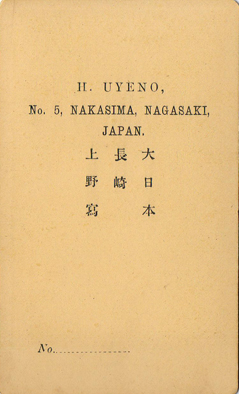 H. UYENO,
No. 5, NAKASIMA, NAGASAKI,
JAPAN.
大日本
長崎
上野寫
No..................